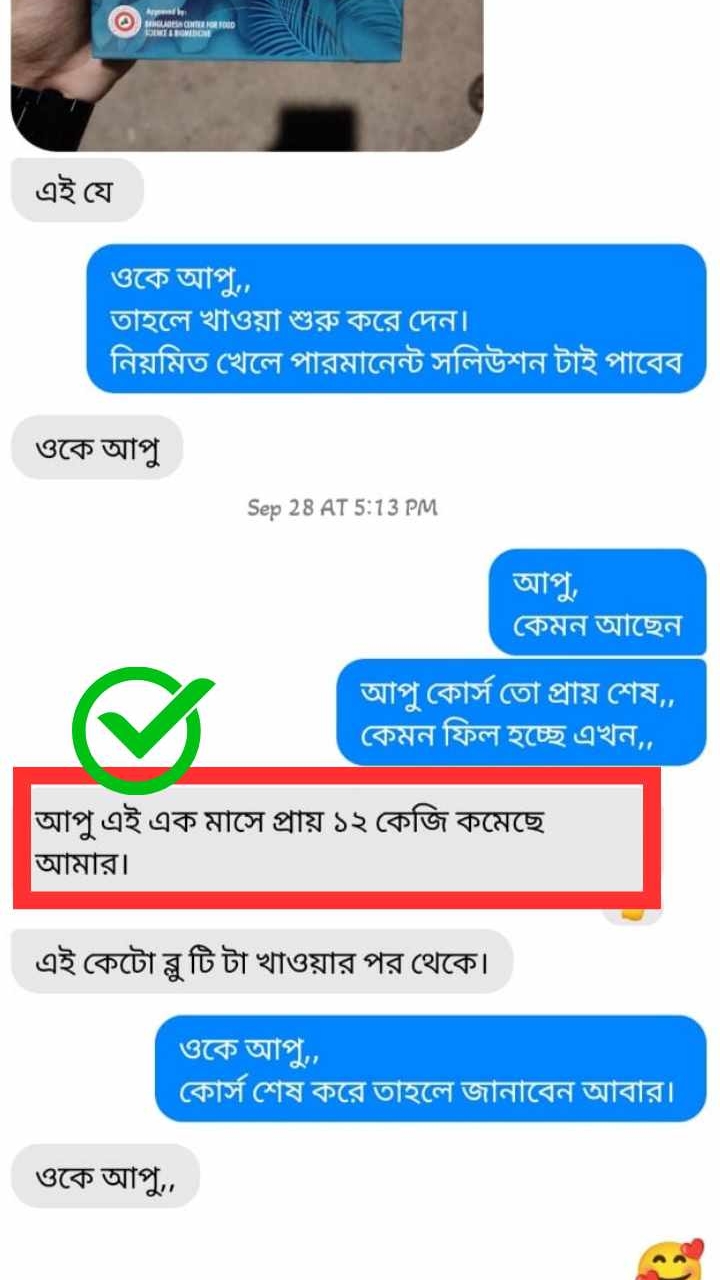 Approved by:
BANGLADESH CENTER FOR FOOD
SCIENCE & BIOMEDICINE
এই যে
ওকে আপু,,
তাহলে খাওয়া শুরু করে দেন।
নিয়মিত খেলে পারমানেন্ট সলিউশন টাই পাবেব
ওকে আপু
Sep 28 AT 5:13 PM
আপু,
কেমন আছেন
আপু কোর্স তো প্রায় শেষ,,
কেমন ফিল হচ্ছে এখন,,
আপু এই এক মাসে প্রায় ১২ কেজি কমেছে
আমার।
এই কেটো ব্লু টি টা খাওয়ার পর থেকে।
ওকে আপু,,
কোর্স শেষ করে তাহলে জানাবেন আবার।
ওকে আপু,,